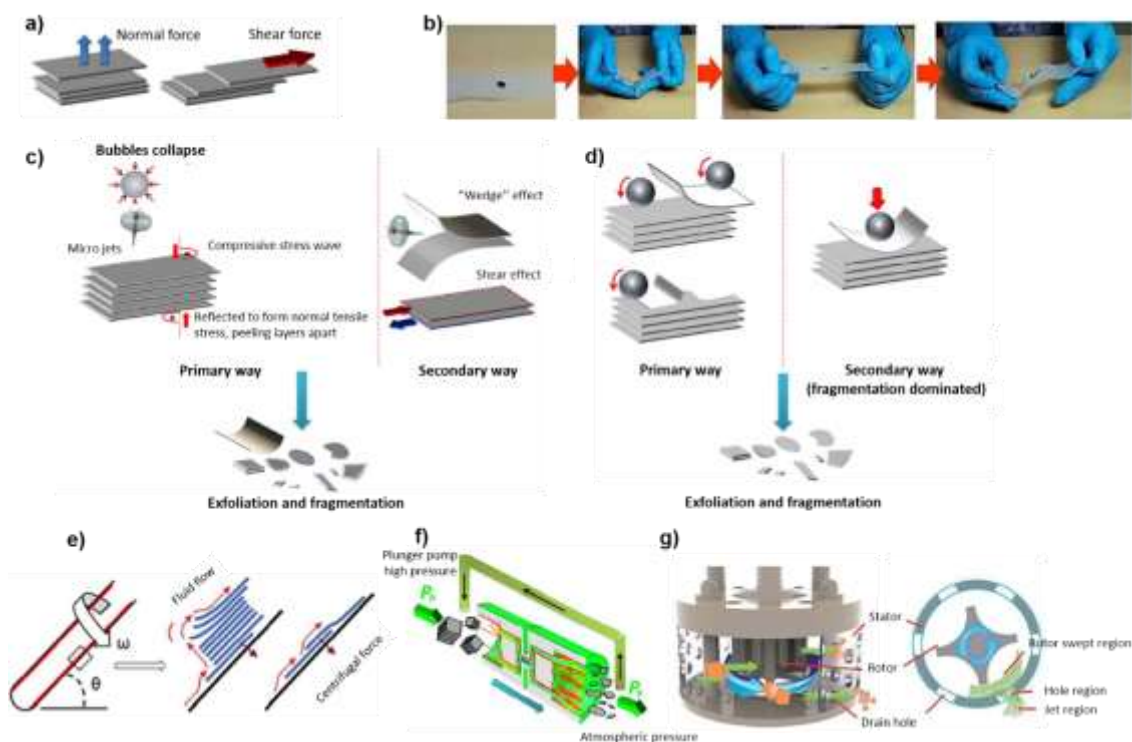 a)
Normal force
Shear force
b)
c)
Bubbles collapse
Micro jets
Compressive stress wave
Reflected to form normal tensile
stress, peeling layers apart
Primary way
"Wedge" effect
Shear effect
Secondary way
Exfoliation and fragmentation
d)
Primary way
Secondary way
(fragmentation dominated)
Exfoliation and fragmentation
e)
ω
θ
Fluid flow
Centrifugal force
f)
Plunger pump
high pressure
Atmospheric pressure
g)
Stator
Rotor
Drain hole
Rotor swept region
Hole region
Jet region